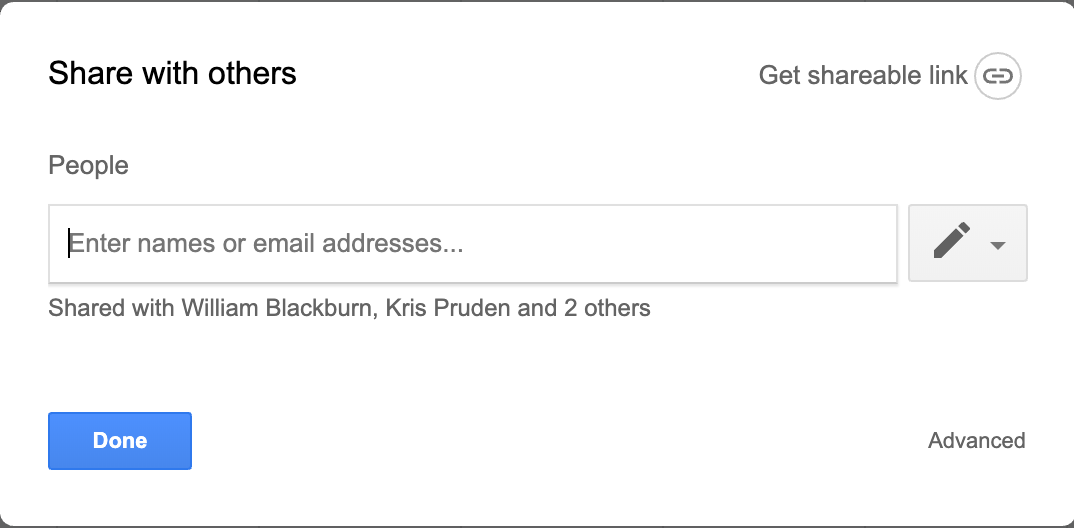 Share with others
Get shareable link
People
Enter names or email addresses...
Shared with William Blackburn, Kris Pruden and 2 others
Done
Advanced